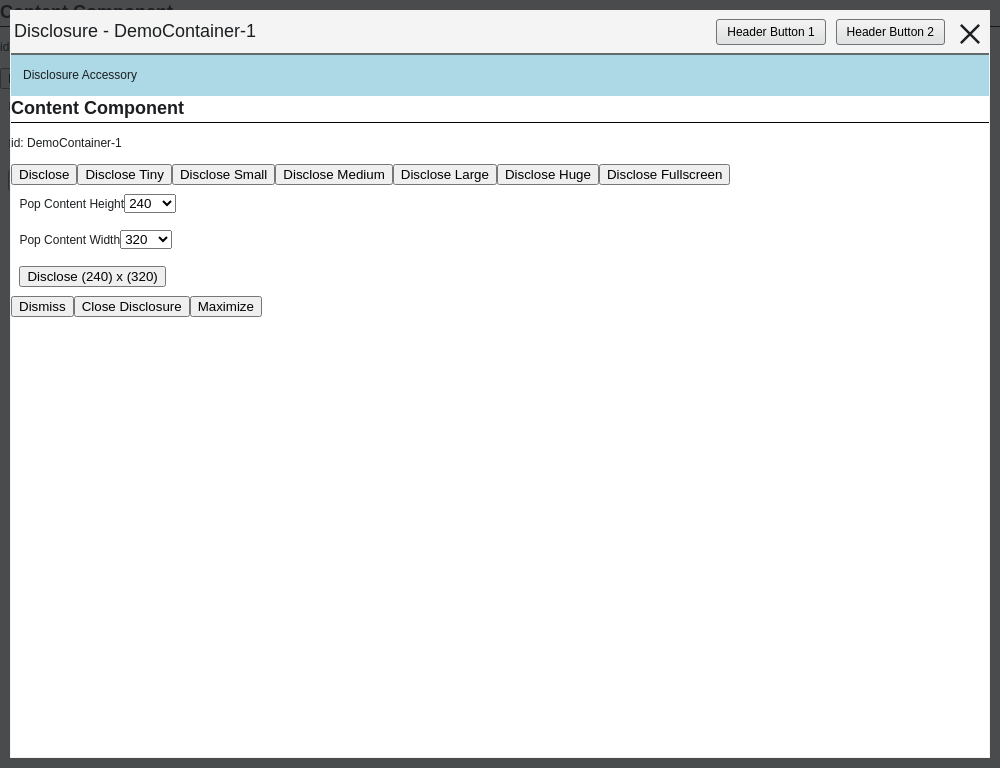 Disclosure - DemoContainer-1
Header Button 1 Header Button 2
Disclosure Accessory
Content Component
id: DemoContainer-1
Disclose Disclose Tiny Disclose Small Disclose Medium Disclose Large Disclose Huge Disclose Fullscreen
Pop Content Height 240
Pop Content Width 320
Disclose (240) x (320)
Dismiss Close Disclosure Maximize